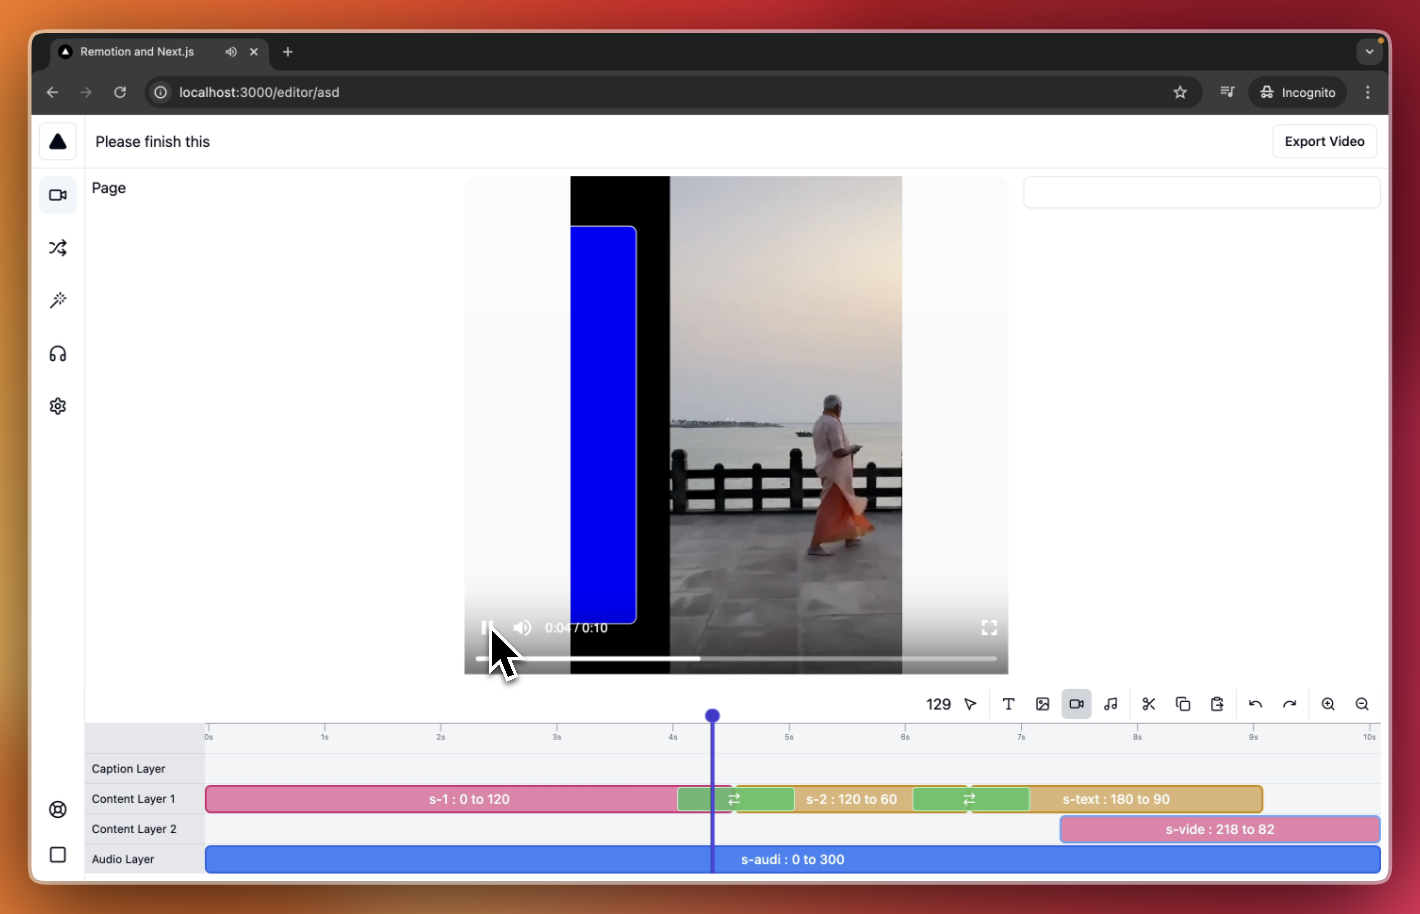 Remotion and Next.js
localhost:3000/editor/asd
Incognito
Please finish this
Export Video
Page
0:04 / 0:10
129
0s 1s 2s 3s 4s 5s 6s 7s 8s 9s 10s
Caption Layer
Content Layer 1
s-1 : 0 to 120
s-2 : 120 to 60
s-text : 180 to 90
Content Layer 2
s-vide : 218 to 82
Audio Layer
s-audi : 0 to 300